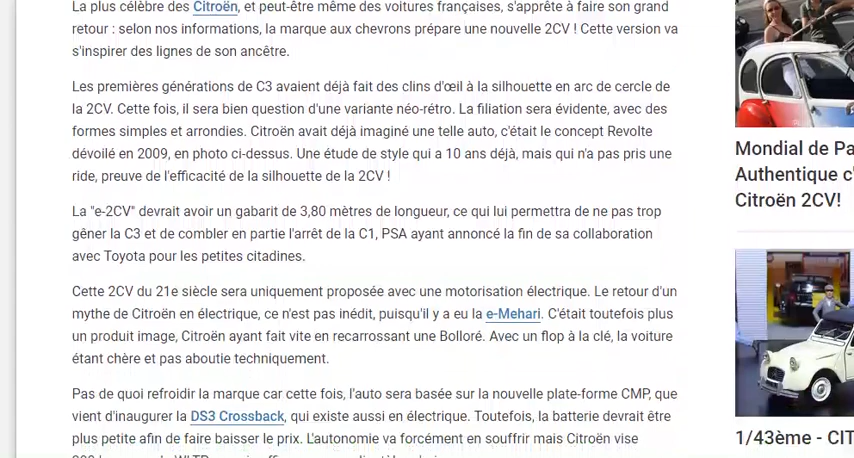 La plus célèbre des Citroën, et peut-être même des voitures françaises, s'apprête à faire son grand
retour : selon nos informations, la marque aux chevrons prépare une nouvelle 2CV ! Cette version va
s'inspirer des lignes de son ancêtre.
Les premières générations de C3 avaient déjà fait des clins d'œil à la silhouette en arc de cercle de
la 2CV. Cette fois, il sera bien question d'une variante néo-rétro. La filiation sera évidente, avec des
formes simples et arrondies. Citroën avait déjà imaginé une telle auto, c'était le concept Revolte
dévoilé en 2009, en photo ci-dessus. Une étude de style qui a 10 ans déjà, mais qui n'a pas pris une
ride, preuve de l'efficacité de la silhouette de la 2CV !
La "e-2CV" devrait avoir un gabarit de 3,80 mètres de longueur, ce qui lui permettra de ne pas trop
gêner la C3 et de combler en partie l'arrêt de la C1, PSA ayant annoncé la fin de sa collaboration
avec Toyota pour les petites citadines.
Cette 2CV du 21e siècle sera uniquement proposée avec une motorisation électrique. Le retour d'un
mythe de Citroën en électrique, ce n'est pas inédit, puisqu'il y a eu la e-Mehari. C'était toutefois plus
un produit image, Citroën ayant fait vite en recarrossant une Bolloré. Avec un flop à la clé, la voiture
étant chère et pas aboutie techniquement.
Pas de quoi refroidir la marque car cette fois, l'auto sera basée sur la nouvelle plate-forme CMP, que
vient d'inaugurer la DS3 Crossback, qui existe aussi en électrique. Toutefois, la batterie devrait être
plus petite afin de faire baisser le prix. L'autonomie va forcément en souffrir mais Citroën vise
Mondial de Pa
Authentique c'
Citroën 2CV!
1/43ème - CIT